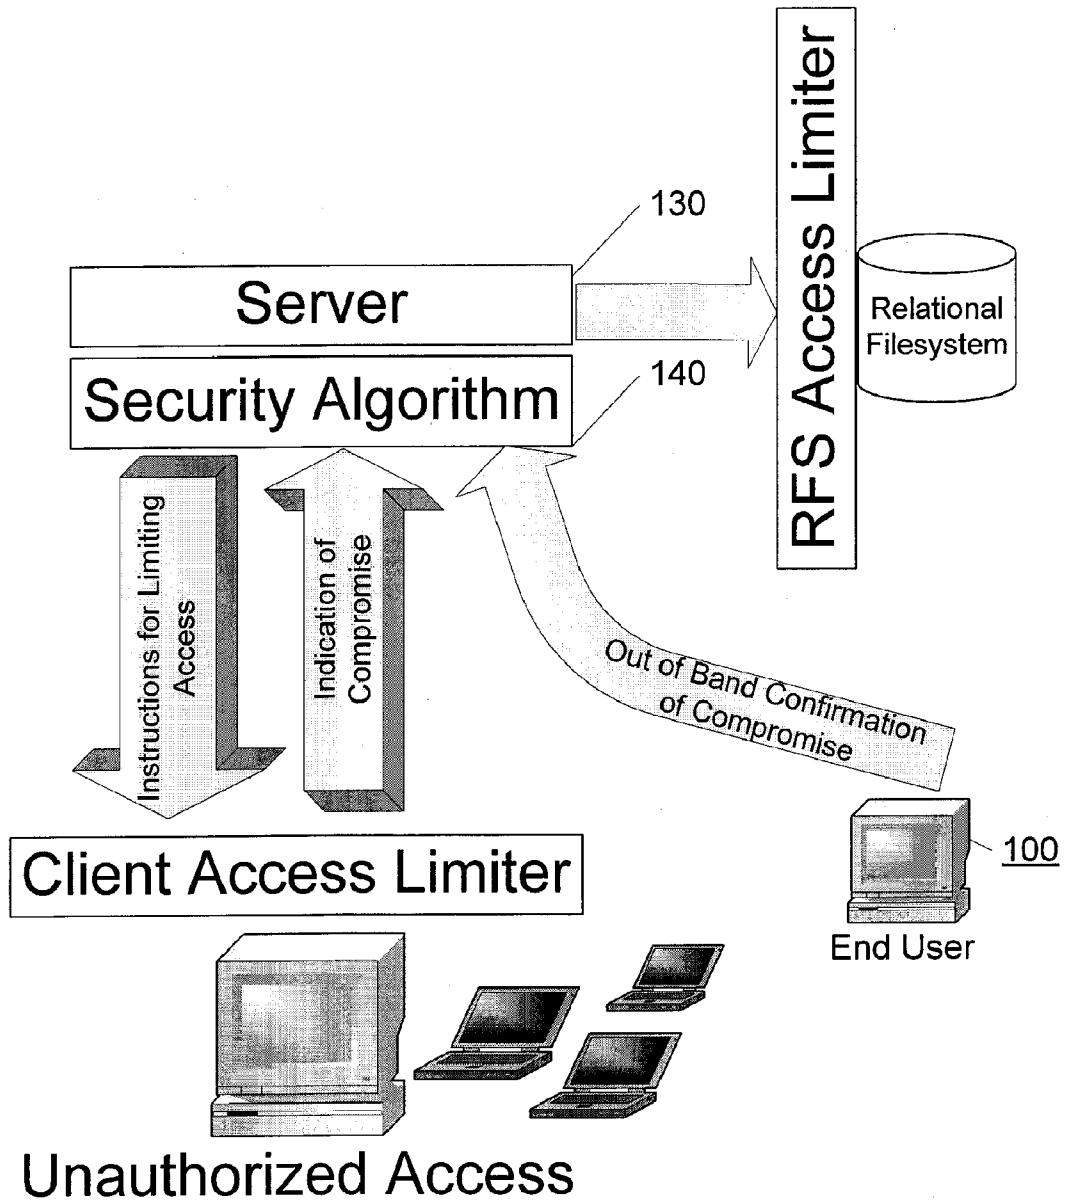 130
Server
Security Algorithm
140
RFS Access Limiter
Relational
Filesystem
Instructions for Limiting
Access
Indication of
Compromise
Out of Band Confirmation
of Compromise
Client Access Limiter
100
End User
Unauthorized Access